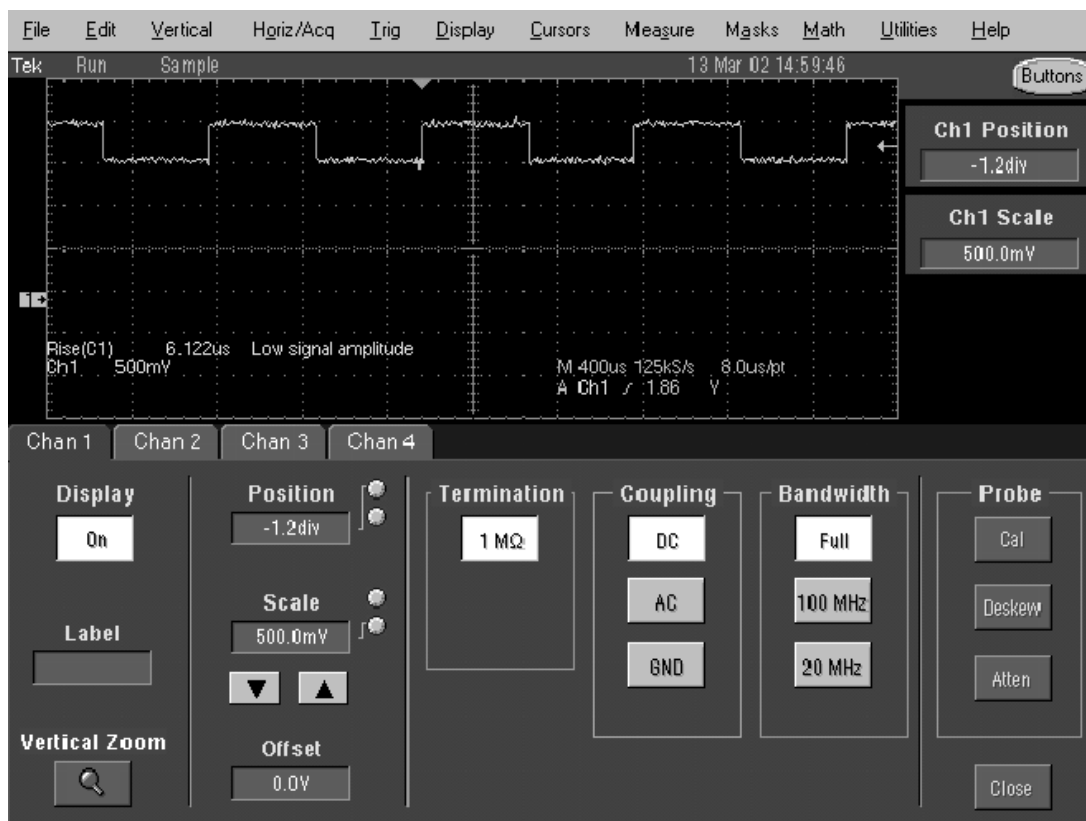 File Edit Vertical Horiz/Acq Trig Display Cursors Measure Masks Math Utilities Help
Tek Run Sample 13 Mar 02 14:59:46
Buttons
Ch1 Position
-1.2div
Ch1 Scale
500.0mV
1
Rise(C1) 6.122us Low signal amplitude
Ch1 500mV M 400us 125kS/s 8.0us/pt
A Ch1 1.86 V
Chan 1 Chan 2 Chan 3 Chan 4
Display
On
Label
Vertical Zoom
Position
-1.2div
Scale
500.0mV
▼ ▲
Offset
0.0V
Termination
1 MΩ
Coupling
DC
AC
GND
Bandwidth
Full
100 MHz
20 MHz
Probe
Cal
Deskew
Atten
Close